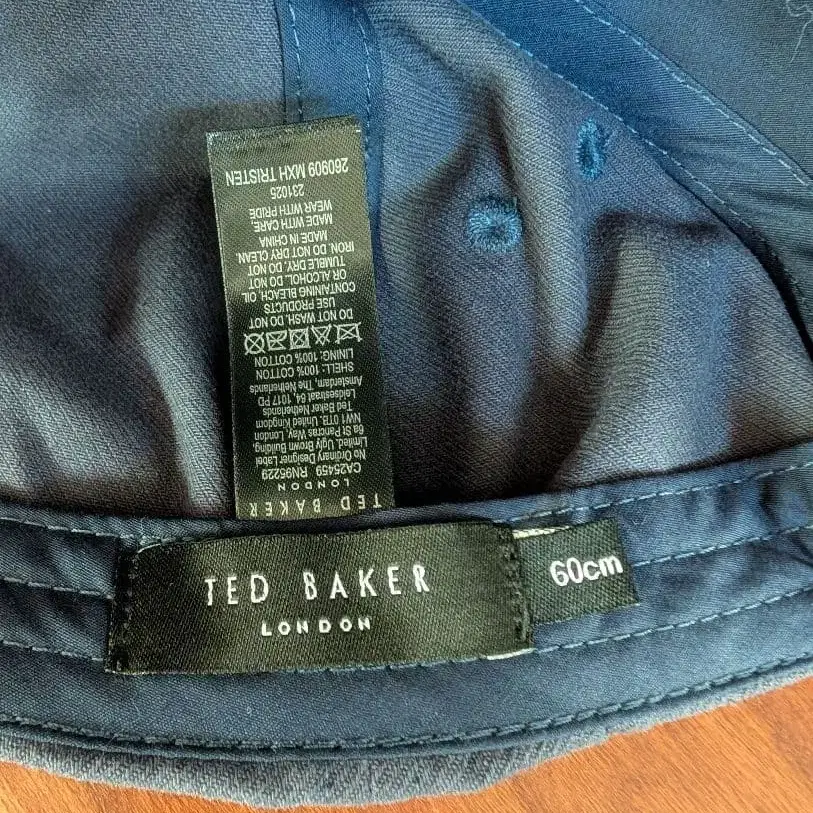 TED BAKER
LONDON
60cm
TED BAKER
LONDON
CA25459 RN95229
No Ordinary Designer Label
Limited. Ugly Brown Building,
6a St Pancras Way, London
NW1 0TB. United Kingdom
Ted Baker Netherlands
Leidsestraat 64, 1017 PD
Amsterdam, The Netherlands
SHELL: 100% COTTON
LINING: 100% COTTON
DO NOT WASH. DO NOT
USE PRODUCTS
CONTAINING BLEACH, OIL
OR ALCOHOL. DO NOT
TUMBLE DRY. DO NOT
IRON. DO NOT DRY CLEAN.
MADE IN CHINA
MADE WITH CARE
WEAR WITH PRIDE
231025
260909 MXH TRISTEN